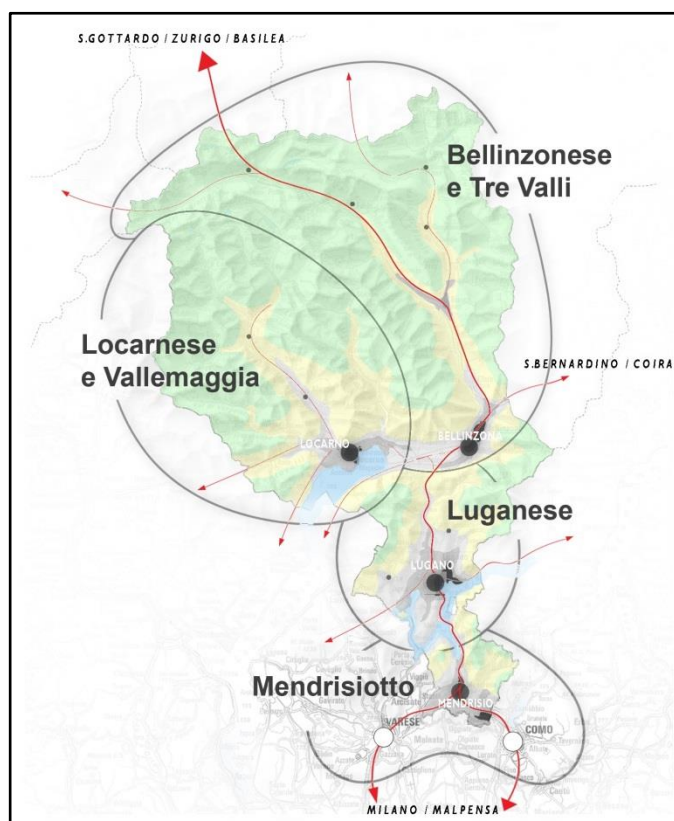 S.GOTTARDO / ZURIGO / BASILEA
Bellinzonese
e Tre Valli
Locarnese
e Vallemaggia
S.BERNARDINO / COIRA
LOCARNO
BELLINZONA
Luganese
LUGANO
Mendrisiotto
MENDRISIO
VARESE
COMO
MILANO / MALPENSA